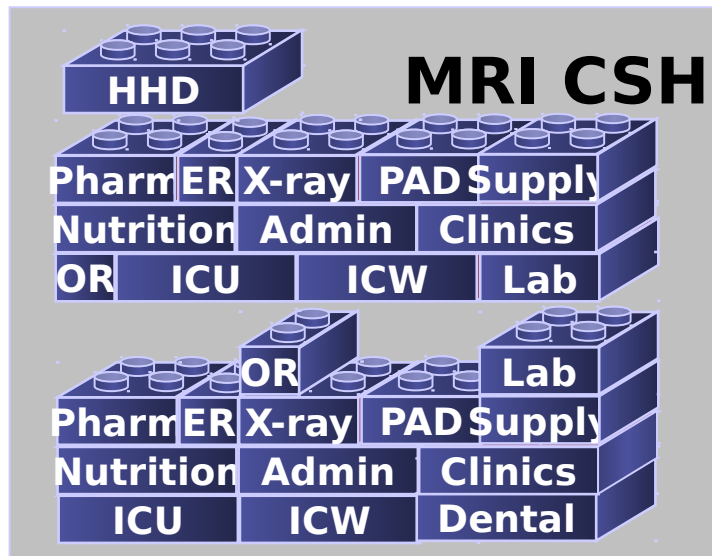 HHD
MRI CSH
Pharm ER X-ray PAD Supply
Nutrition Admin Clinics
OR ICU ICW Lab
OR Lab
Pharm ER X-ray PAD Supply
Nutrition Admin Clinics
ICU ICW Dental